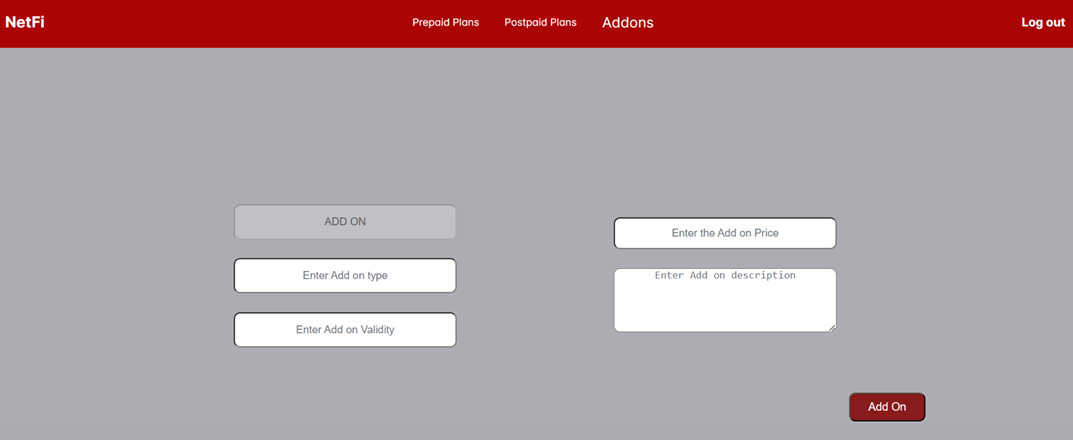 NetFi Prepaid Plans Postpaid Plans Addons Log out
ADD ON
Enter Add on type
Enter Add on Validity
Enter the Add on Price
Enter Add on description
Add On